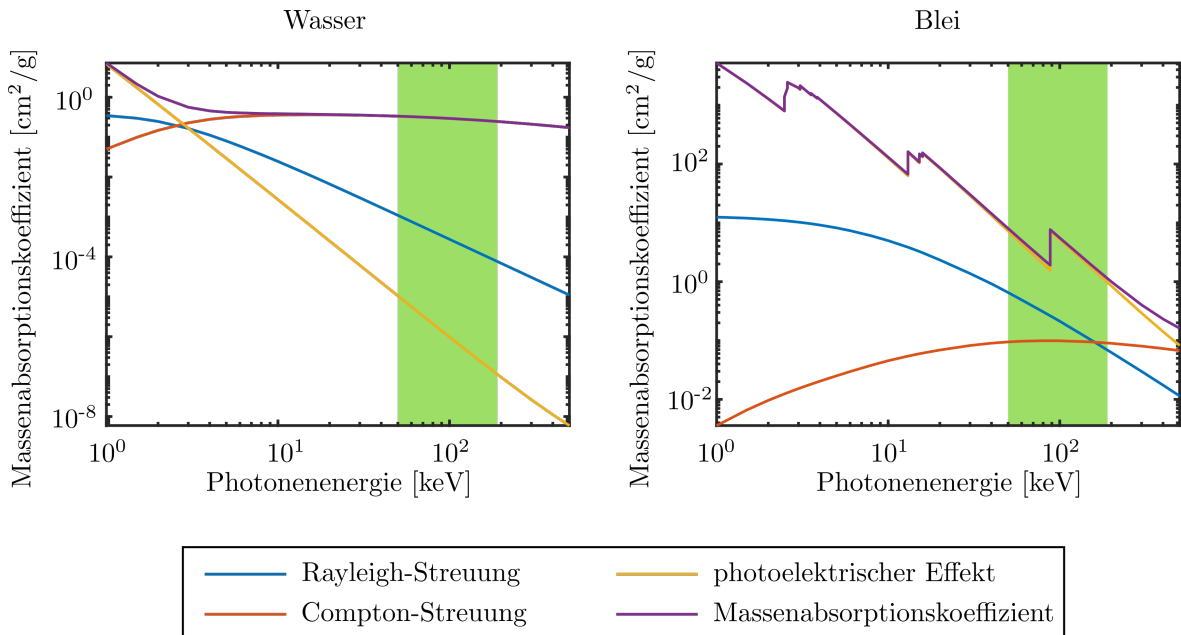 Wasser
Massenabsorptionskoeffizient [cm²/g]
10⁰
10⁻⁴
10⁻⁸
10⁰ 10¹ 10²
Photonenenergie [keV]
Blei
Massenabsorptionskoeffizient [cm²/g]
10²
10⁰
10⁻²
10⁰ 10¹ 10²
Photonenenergie [keV]
Rayleigh-Streuung
photoelektrischer Effekt
Compton-Streuung
Massenabsorptionskoeffizient